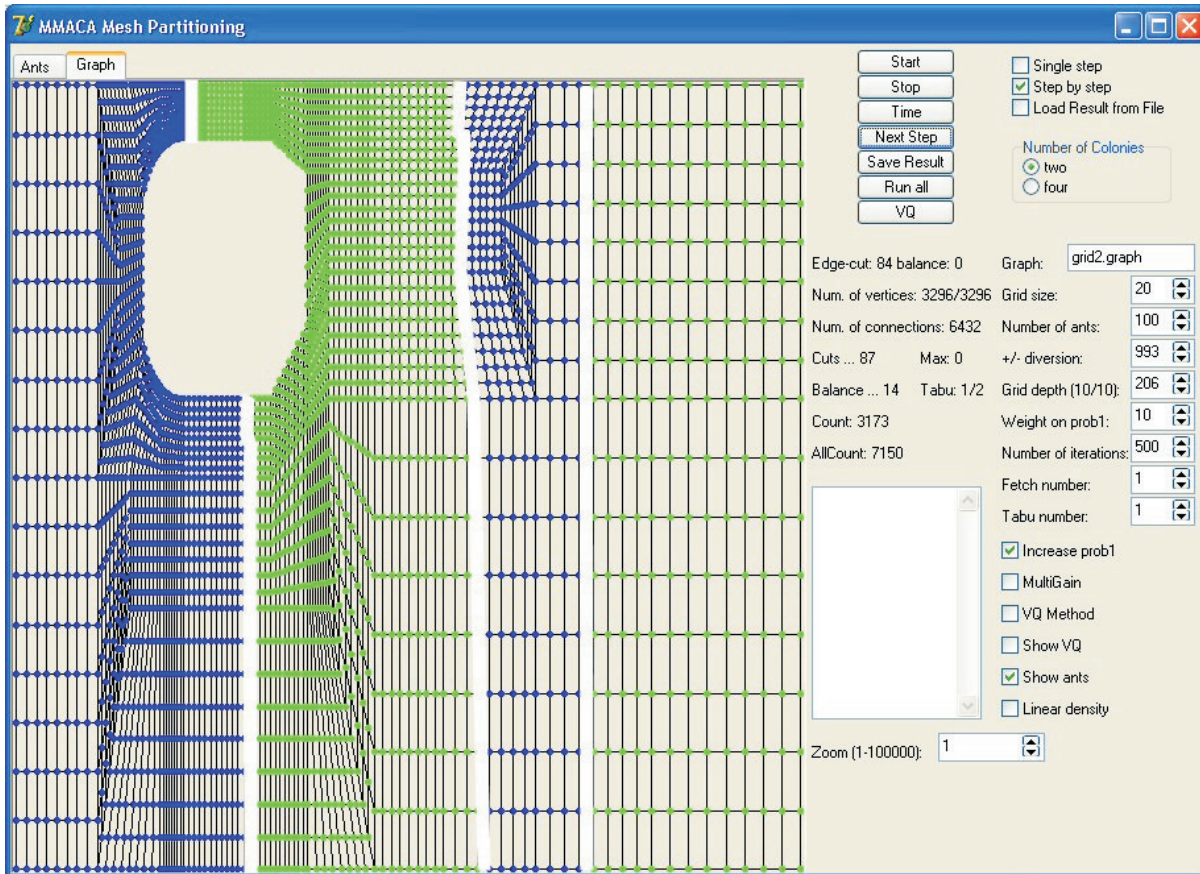 MMACA Mesh Partitioning
Ants
Graph
Start
Stop
Time
Next Step
Save Result
Run all
VQ
Single step
Step by step
Load Result from File
Number of Colonies
two
four
Edge-cut: 84 balance: 0
Num. of vertices: 3296/3296
Num. of connections: 6432
Cuts ... 87 Max: 0
Balance ... 14 Tabu: 1/2
Count: 3173
AllCount: 7150
Graph: grid2.graph
Grid size: 20
Number of ants: 100
+/- diversion: 993
Grid depth (10/10): 206
Weight on prob1: 10
Number of iterations: 500
Fetch number: 1
Tabu number: 1
Increase prob1
MultiGain
VQ Method
Show VQ
Show ants
Linear density
Zoom (1-100000): 1